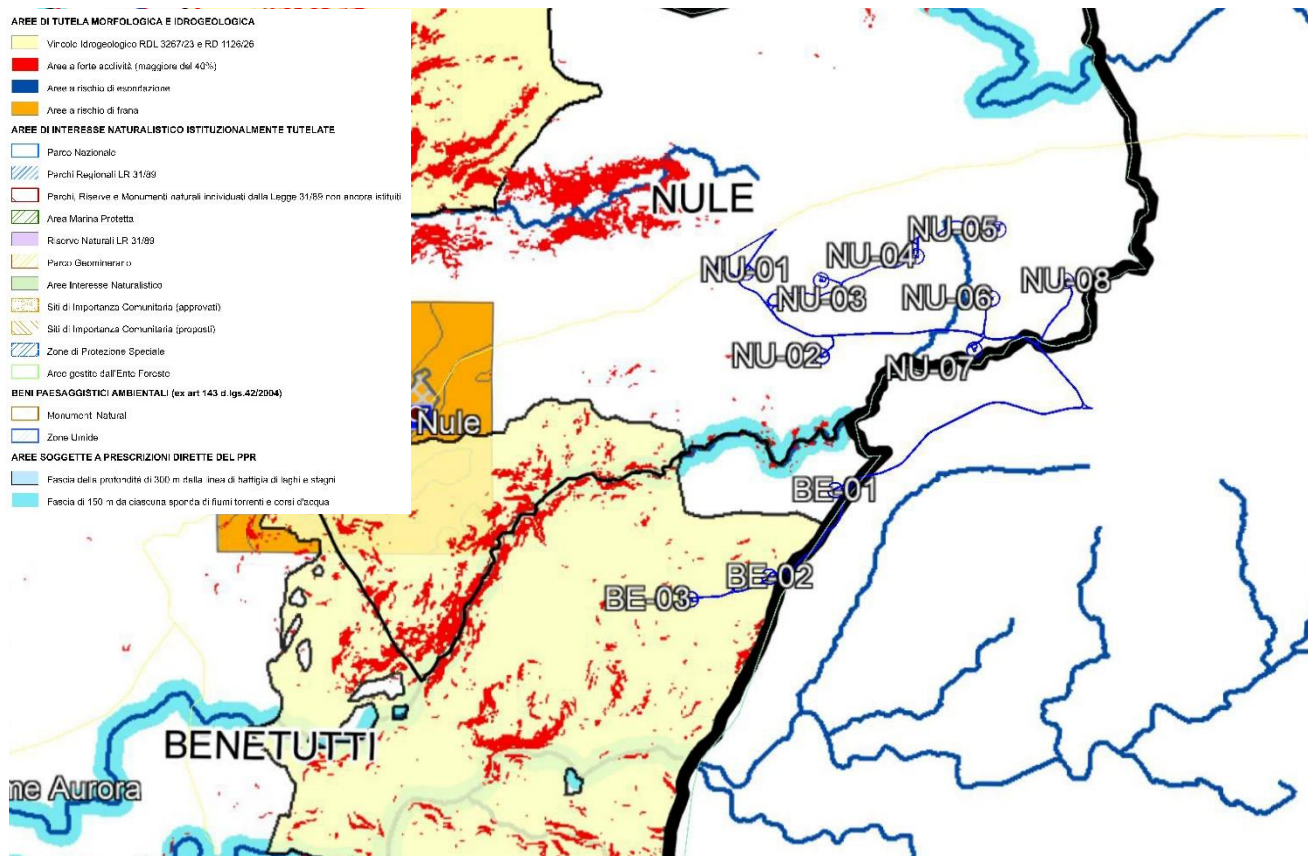 AREE DI TUTELA MORFOLOGICA E IDROGEOLOGICA
Vincolo Idrogeologico RDL 3267/23 e RD 1126/26
Aree a forte acclività (maggiore del 40%)
Aree a rischio di esondazione
Aree a rischio di frana
AREE DI INTERESSE NATURALISTICO ISTITUZIONALMENTE TUTELATE
Parco Nazionale
Parchi Regionali LR 31/89
Parchi, Riserve e Monumenti naturali individuati dalla Legge 31/89 non ancora istituiti
Area Marina Protetta
Riserve Naturali LR 31/89
Parco Geominerario
Aree Interesse Naturalistico
Siti di Importanza Comunitaria (approvati)
Siti di Importanza Comunitaria (proposti)
Zone di Protezione Speciale
Aree gestite dall'Ente Foreste
BENI PAESAGGISTICI AMBIENTALI (ex art 143 d.lgs.42/2004)
Monumenti Naturali
Zone Umide
AREE SOGGETTE A PRESCRIZIONI DIRETTE DEL PPR
Fascia della profondità di 300 m dalla linea di battigia di laghi e stagni
Fascia di 150 m da ciascuna sponda di fiumi torrenti e corsi d'acqua
NULE
NU-05
NU-04
NU-01
NU-08
NU-03
NU-06
NU-02
NU-07
Nule
BE-01
BE-02
BE-03
BENETUTTI
ne Aurora